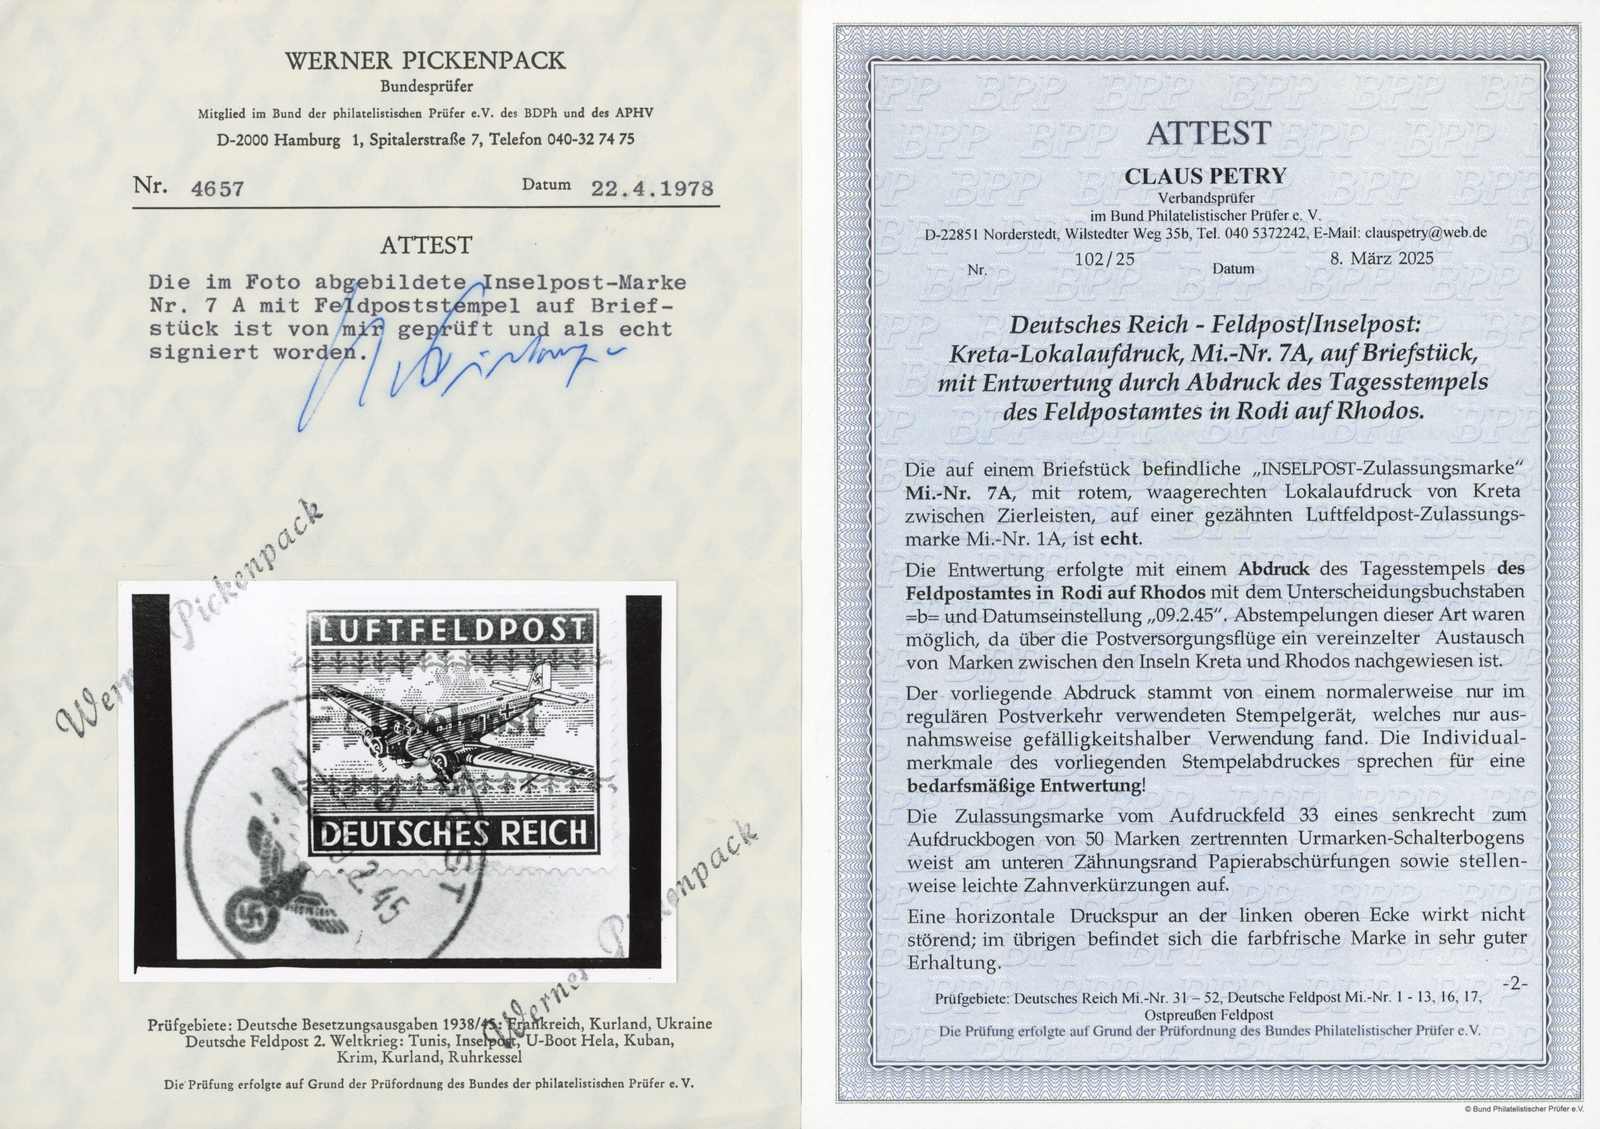 WERNER PICKENPACK
Bundesprüfer
Mitglied im Bund der philatelistischen Prüfer e.V. des BDPh und des APHV
D-2000 Hamburg 1, Spitalerstraße 7, Telefon 040-32 74 75
Nr. 4657 Datum 22.4.1978
ATTEST
Die im Foto abgebildete Inselpost-Marke
Nr. 7 A mit Feldpoststempel auf Brief-
stück ist von mir geprüft und als echt
signiert worden.
Werner Pickenpack
LUFTFELDPOST
DEUTSCHES REICH
.2.45
Werner Pickenpack
Prüfgebiete: Deutsche Besetzungsausgaben 1938/45: Frankreich, Kurland, Ukraine
Deutsche Feldpost 2. Weltkrieg: Tunis, Inselpost, U-Boot Hela, Kuban,
Krim, Kurland, Ruhrkessel
Die Prüfung erfolgte auf Grund der Prüfordnung des Bundes der philatelistischen Prüfer e. V.
ATTEST
CLAUS PETRY
Verbandsprüfer
im Bund Philatelistischer Prüfer e. V.
D-22851 Norderstedt, Wilstedter Weg 35b, Tel. 040 5372242, E-Mail: clauspetry@web.de
Nr. 102/25 Datum 8. März 2025
Deutsches Reich - Feldpost/Inselpost:
Kreta-Lokalaufdruck, Mi.-Nr. 7A, auf Briefstück,
mit Entwertung durch Abdruck des Tagesstempels
des Feldpostamtes in Rodi auf Rhodos.
Die auf einem Briefstück befindliche „INSELPOST-Zulassungsmarke“
Mi.-Nr. 7A, mit rotem, waagerechten Lokalaufdruck von Kreta
zwischen Zierleisten, auf einer gezähnten Luftfeldpost-Zulassungs-
marke Mi.-Nr. 1A, ist echt.
Die Entwertung erfolgte mit einem Abdruck des Tagesstempels des
Feldpostamtes in Rodi auf Rhodos mit dem Unterscheidungsbuchstaben
=b= und Datumseinstellung „09.2.45“. Abstempelungen dieser Art waren
möglich, da über die Postversorgungsflüge ein vereinzelter Austausch
von Marken zwischen den Inseln Kreta und Rhodos nachgewiesen ist.
Der vorliegende Abdruck stammt von einem normalerweise nur im
regulären Postverkehr verwendeten Stempelgerät, welches nur aus-
nahmsweise gefälligkeitshalber Verwendung fand. Die Individual-
merkmale des vorliegenden Stempelabdruckes sprechen für eine
bedarfsmäßige Entwertung!
Die Zulassungsmarke vom Aufdruckfeld 33 eines senkrecht zum
Aufdruckbogen von 50 Marken zertrennten Urmarken-Schalterbogens
weist am unteren Zähnungsrand Papierabschürfungen sowie stellen-
weise leichte Zahnverkürzungen auf.
Eine horizontale Druckspur an der linken oberen Ecke wirkt nicht
störend; im übrigen befindet sich die farbfrische Marke in sehr guter
Erhaltung.
-2-
Prüfgebiete: Deutsches Reich Mi.-Nr. 31 – 52, Deutsche Feldpost Mi.-Nr. 1 - 13, 16, 17,
Ostpreußen Feldpost
Die Prüfung erfolgte auf Grund der Prüfordnung des Bundes Philatelistischer Prüfer e.V.
© Bund Philatelistischer Prüfer e.V.